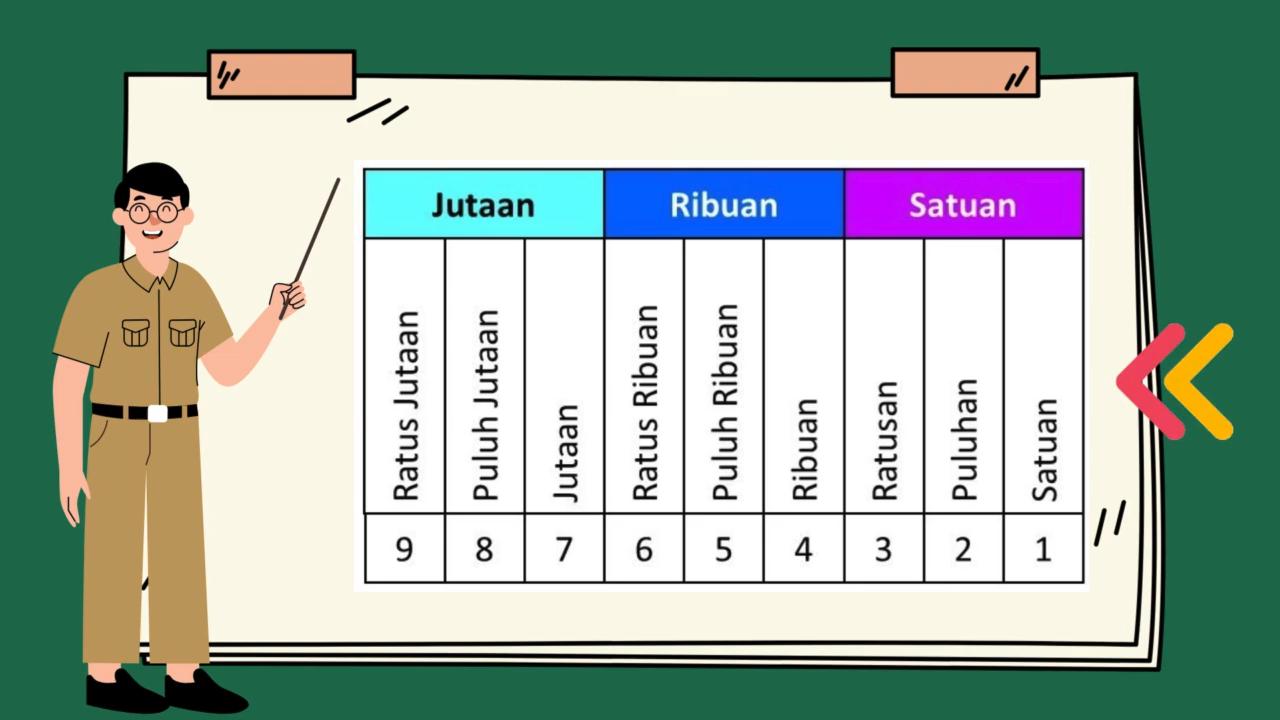 Jutaan Ribuan Satuan
Ratus Jutaan
Puluh Jutaan
Jutaan
Ratus Ribuan
Puluh Ribuan
Ribuan
Ratusan
Puluhan
Satuan
9 8 7 6 5 4 3 2 1